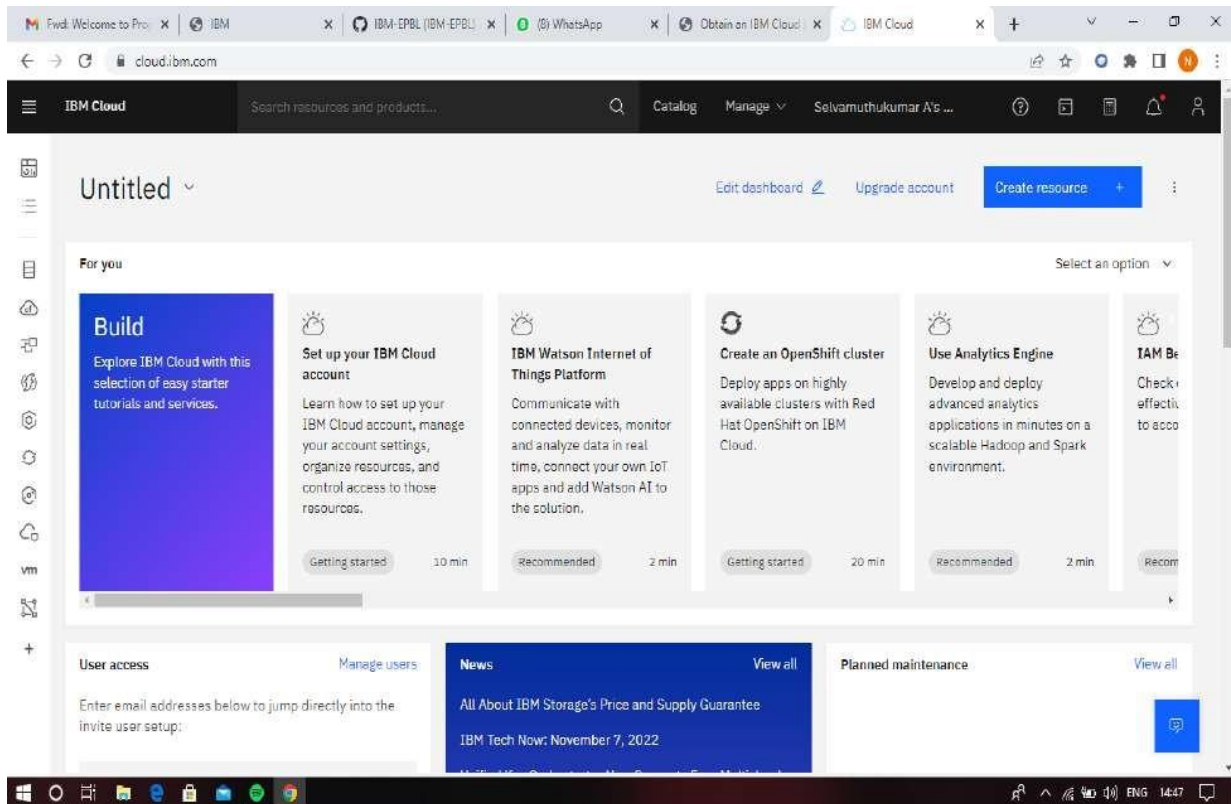 Fwd: Welcome to Pro
IBM
IBM-EPBL (IBM-EPBL)
(8) WhatsApp
Obtain an IBM Cloud
IBM Cloud
cloud.ibm.com
N
IBM Cloud
Search resources and products...
Catalog
Manage
Selvamuthukumar A's ...
Untitled
Edit dashboard
Upgrade account
Create resource +
For you
Select an option
Build
Explore IBM Cloud with this
selection of easy starter
tutorials and services.
Set up your IBM Cloud
account
Learn how to set up your
IBM Cloud account, manage
your account settings,
organize resources, and
control access to those
resources.
Getting started
10 min
IBM Watson Internet of
Things Platform
Communicate with
connected devices, monitor
and analyze data in real
time, connect your own IoT
apps and add Watson AI to
the solution.
Recommended
2 min
Create an OpenShift cluster
Deploy apps on highly
available clusters with Red
Hat OpenShift on IBM
Cloud.
Getting started
20 min
Use Analytics Engine
Develop and deploy
advanced analytics
applications in minutes on a
scalable Hadoop and Spark
environment.
Recommended
2 min
IAM Be
Check
effectiv
to acco
Recom
vm
User access
Manage users
Enter email addresses below to jump directly into the
invite user setup:
News
View all
All About IBM Storage's Price and Supply Guarantee
IBM Tech Now: November 7, 2022
Planned maintenance
View all
ENG
14:47